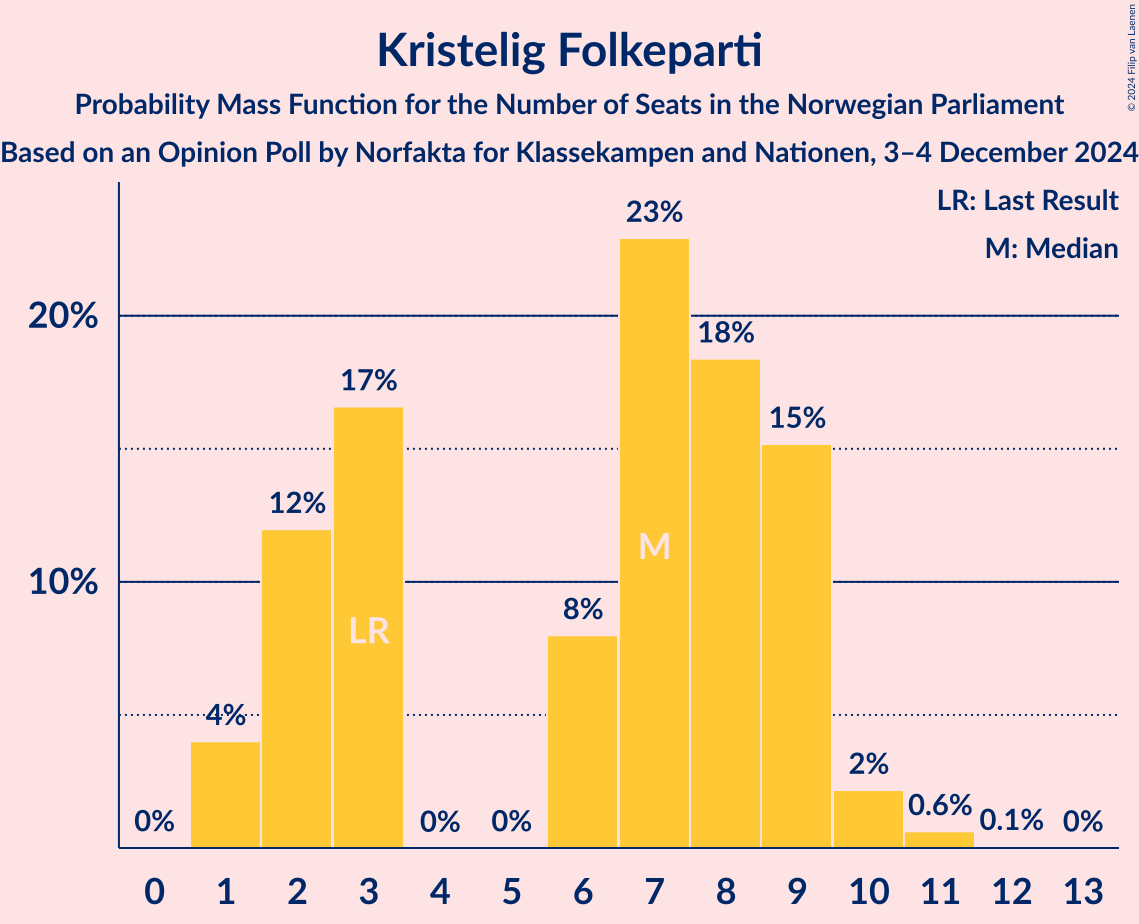 Kristelig Folkeparti
Probability Mass Function for the Number of Seats in the Norwegian Parliament
Based on an Opinion Poll by Norfakta for Klassekampen and Nationen, 3–4 December 2024
© 2024 Filip van Laenen
LR: Last Result
M: Median
23%
20%
18%
17%
15%
12%
M
10%
8%
LR
4%
2%
0.6%
0% 0% 0% 0.1% 0%
0 1 2 3 4 5 6 7 8 9 10 11 12 13